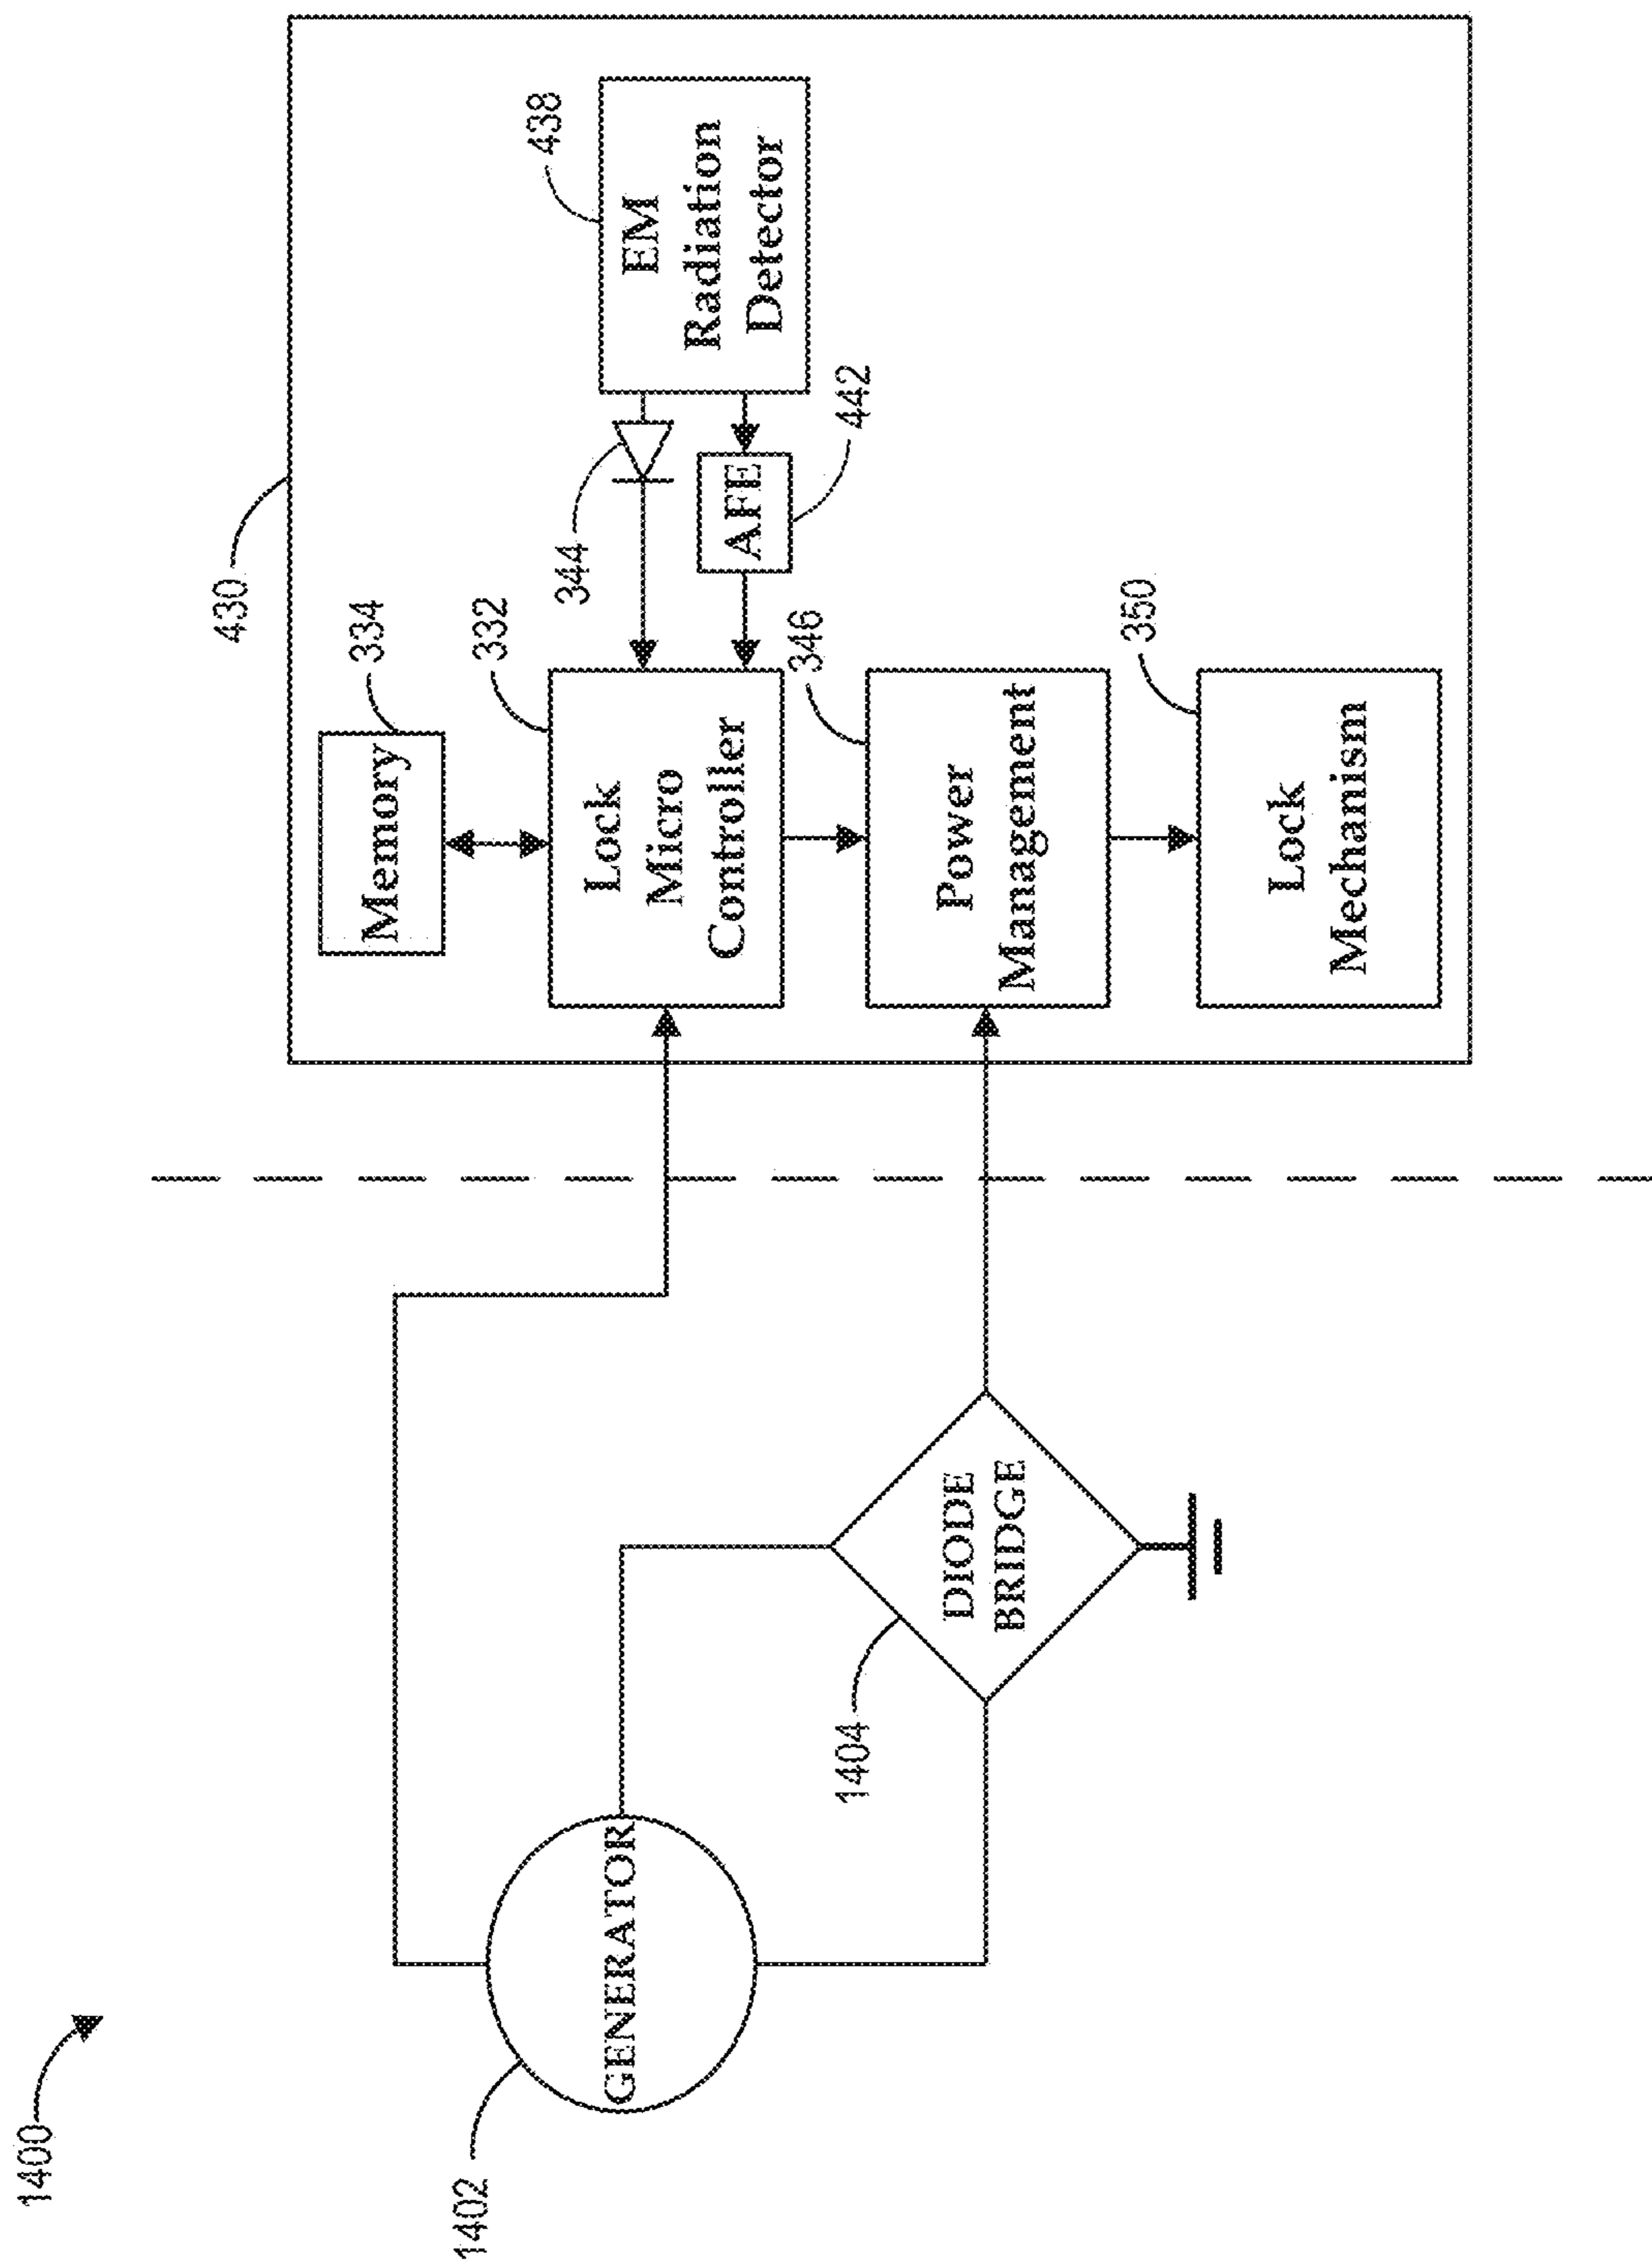 1400
430
334
Memory
332
438
1402
GENERATOR
Lock
Micro
Controller
344
EM
Radiation
Detector
AFE
442
1404
DIODE
BRIDGE
346
Power
Management
350
Lock
Mechanism